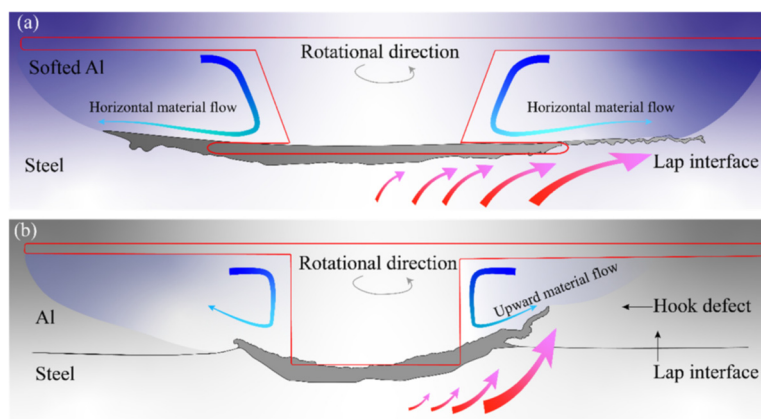 (a)
Rotational direction
Softed Al
Horizontal material flow
Horizontal material flow
Steel
Lap interface
(b)
Rotational direction
Upward material flow
Al
Hook defect
Steel
Lap interface